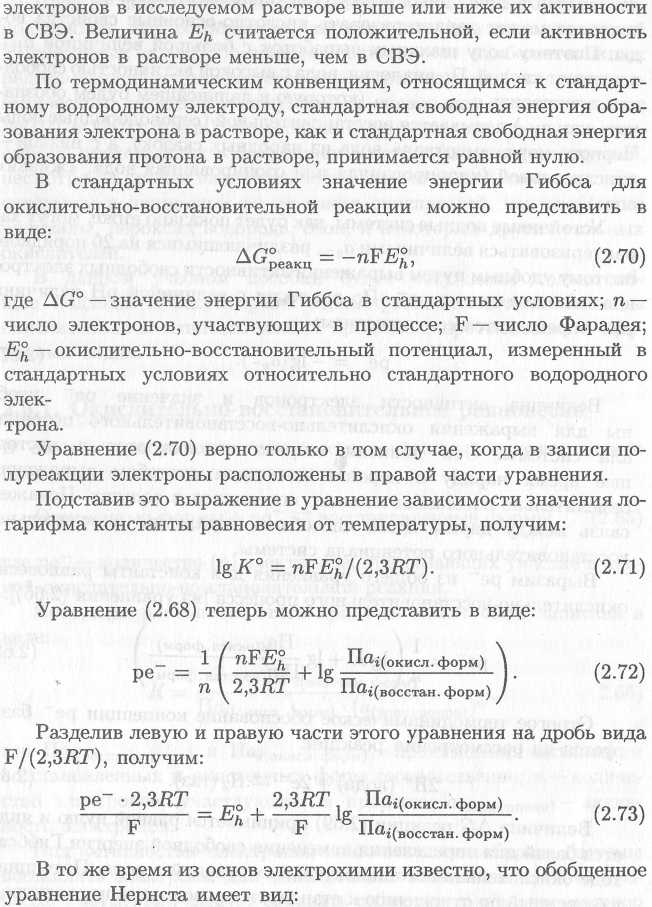 электронов в исследуемом растворе выше или ниже их активности
в СВЭ. Величина E_h считается положительной, если активность
электронов в растворе меньше, чем в СВЭ.
По термодинамическим конвенциям, относящимся к стандарт-
ному водородному электроду, стандартная свободная энергия обра-
зования электрона в растворе, как и стандартная свободная энергия
образования протона в растворе, принимается равной нулю.
В стандартных условиях значение энергии Гиббса для
окислительно-восстановительной реакции можно представить в
виде:
ΔG°реакц = −nFE°_h, (2.70)
где ΔG° — значение энергии Гиббса в стандартных условиях; n —
число электронов, участвующих в процессе; F — число Фарадея;
E°_h — окислительно-восстановительный потенциал, измеренный в
стандартных условиях относительно стандартного водородного
элек-
трона.
Уравнение (2.70) верно только в том случае, когда в записи по-
луреакции электроны расположены в правой части уравнения.
Подставив это выражение в уравнение зависимости значения ло-
гарифма константы равновесия от температуры, получим:
lg K° = nFE°_h/(2,3RT). (2.71)
Уравнение (2.68) теперь можно представить в виде:
pe⁻ = 1/n (nFE°_h/2,3RT + lg Πa_i(окисл. форм)/Πa_i(восстан. форм)). (2.72)
Разделив левую и правую части этого уравнения на дробь вида
F/(2,3RT), получим:
pe⁻ · 2,3RT/F = E°_h + 2,3RT/F lg Πa_i(окисл. форм)/Πa_i(восстан. форм). (2.73)
В то же время из основ электрохимии известно, что обобщенное
уравнение Нернста имеет вид: